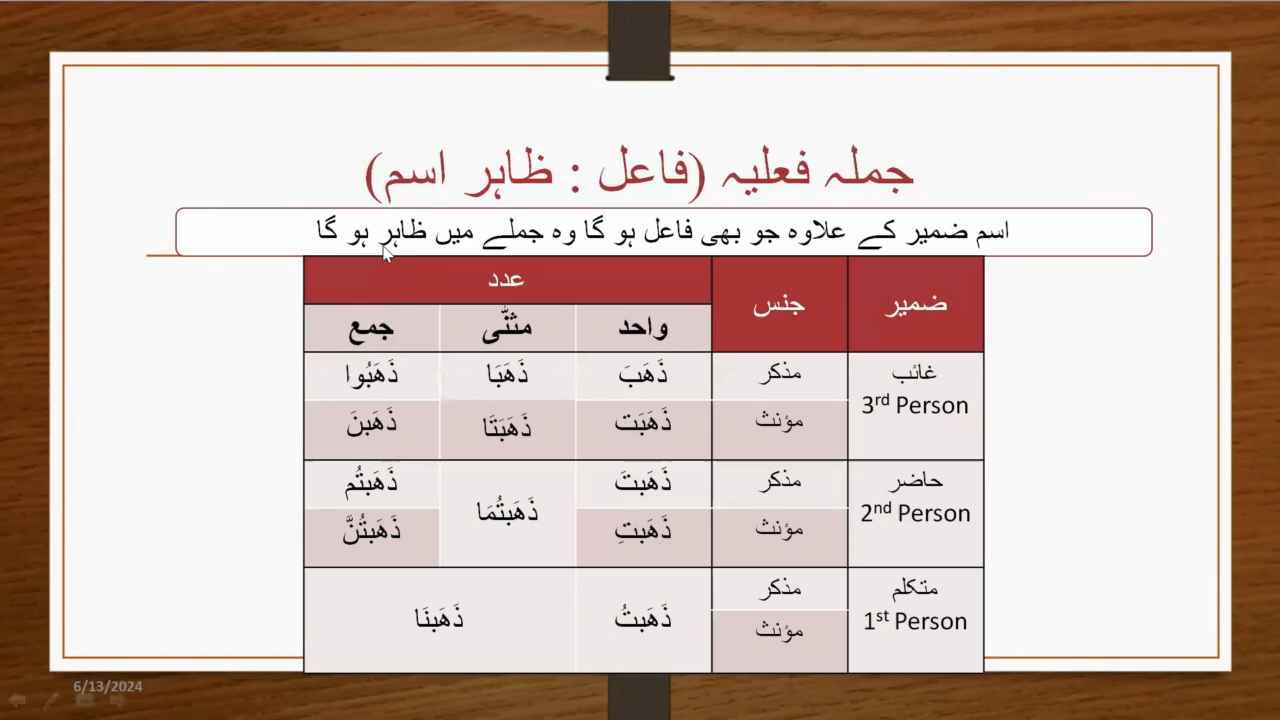 جملہ فعلیہ (فاعل : ظاہر اسم)
اسم ضمیر کے علاوہ جو بھی فاعل ہو گا وہ جملے میں ظاہر ہو گا
ضمیر جنس عدد
واحد مثنّی جمع
غائب 3rd Person مذکر ذَهَبَ ذَهَبَا ذَهَبُوا
مؤنث ذَهَبَت ذَهَبَتَا ذَهَبنَ
حاضر 2nd Person مذکر ذَهَبتَ ذَهَبتُمَا ذَهَبتُم
مؤنث ذَهَبتِ ذَهَبتُنَّ
متکلم 1st Person مذکر ذَهَبتُ ذَهَبنَا
مؤنث
6/13/2024